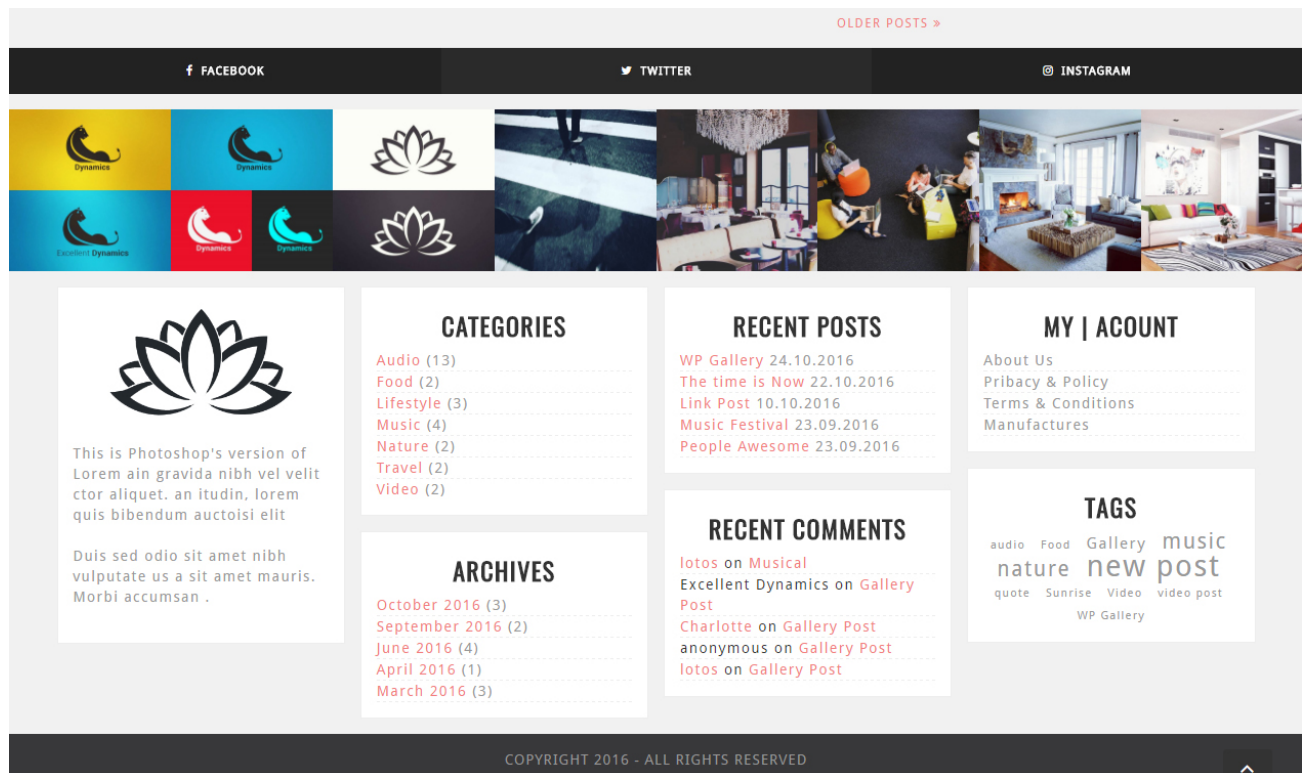 OLDER POSTS »
FACEBOOK
TWITTER
INSTAGRAM
Dynamics
Dynamics
Excellent Dynamics
Dynamics
Dynamics
This is Photoshop's version of
Lorem ain gravida nibh vel velit
ctor aliquet. an itudin, lorem
quis bibendum auctoisi elit
Duis sed odio sit amet nibh
vulputate us a sit amet mauris.
Morbi accumsan .
CATEGORIES
Audio (13)
Food (2)
Lifestyle (3)
Music (4)
Nature (2)
Travel (2)
Video (2)
ARCHIVES
October 2016 (3)
September 2016 (2)
June 2016 (4)
April 2016 (1)
March 2016 (3)
RECENT POSTS
WP Gallery 24.10.2016
The time is Now 22.10.2016
Link Post 10.10.2016
Music Festival 23.09.2016
People Awesome 23.09.2016
RECENT COMMENTS
lotos on Musical
Excellent Dynamics on Gallery
Post
Charlotte on Gallery Post
anonymous on Gallery Post
lotos on Gallery Post
MY | ACOUNT
About Us
Pribacy & Policy
Terms & Conditions
Manufactures
TAGS
audio Food Gallery music
nature new post
quote Sunrise Video video post
WP Gallery
COPYRIGHT 2016 - ALL RIGHTS RESERVED